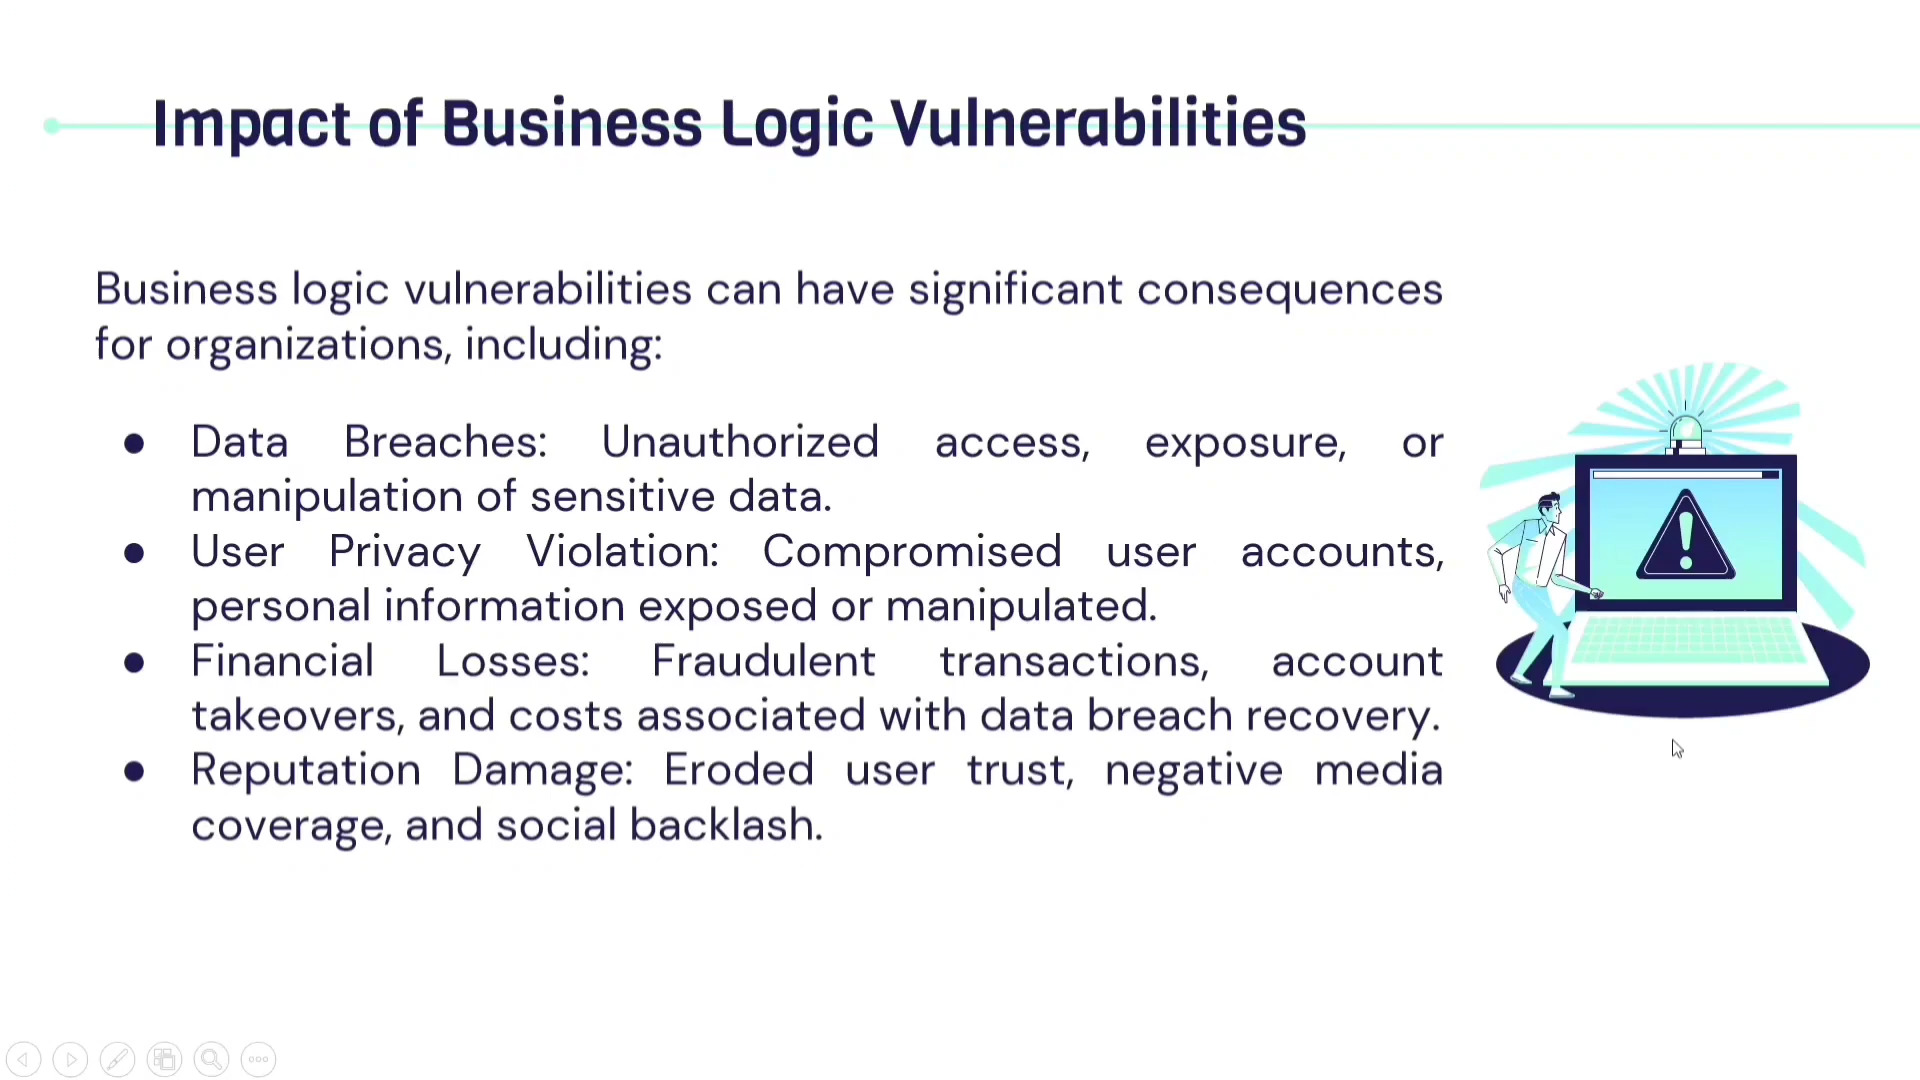 Impact of Business Logic Vulnerabilities
Business logic vulnerabilities can have significant consequences
for organizations, including:
● Data Breaches: Unauthorized access, exposure, or
manipulation of sensitive data.
● User Privacy Violation: Compromised user accounts,
personal information exposed or manipulated.
● Financial Losses: Fraudulent transactions, account
takeovers, and costs associated with data breach recovery.
● Reputation Damage: Eroded user trust, negative media
coverage, and social backlash.